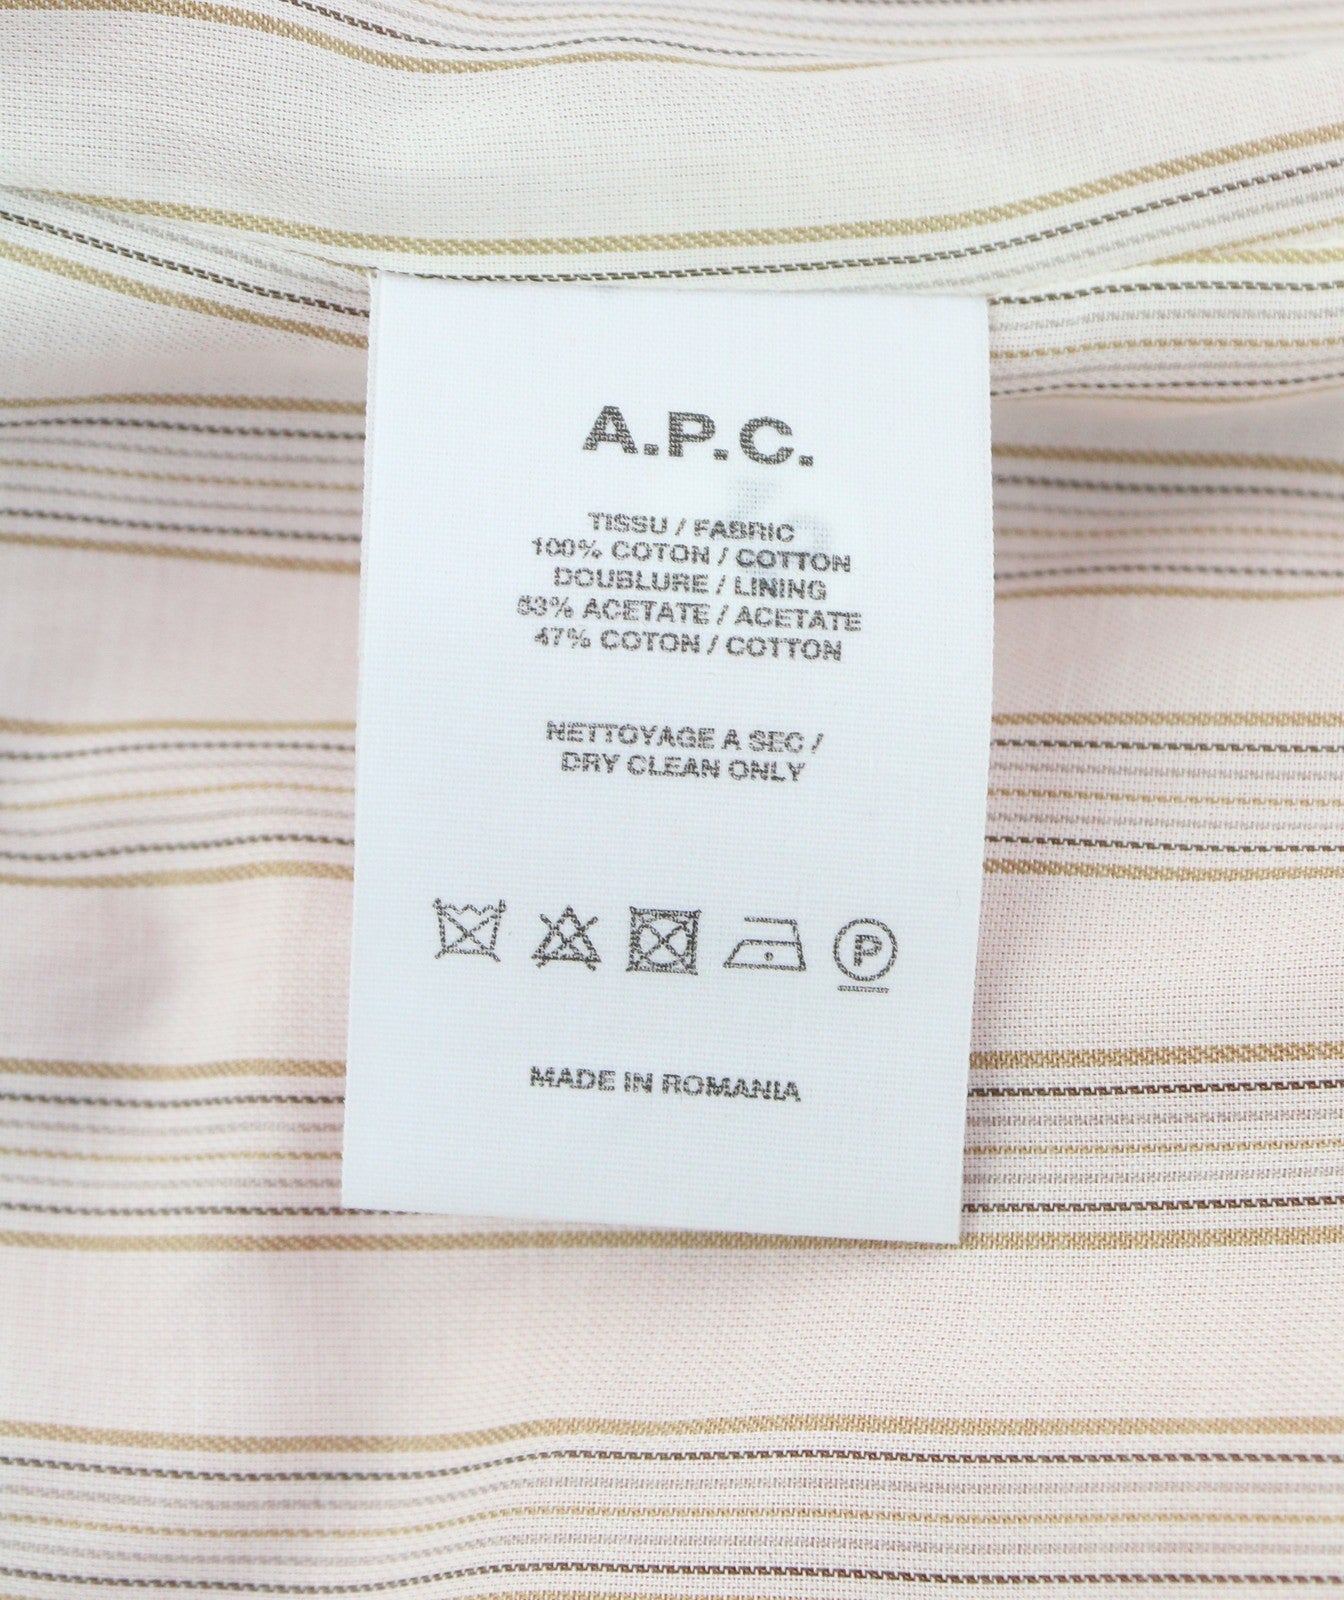 A.P.C.
TISSU / FABRIC
100% COTON / COTTON
DOUBLURE / LINING
53% ACETATE / ACETATE
47% COTON / COTTON
NETTOYAGE A SEC /
DRY CLEAN ONLY
P
MADE IN ROMANIA